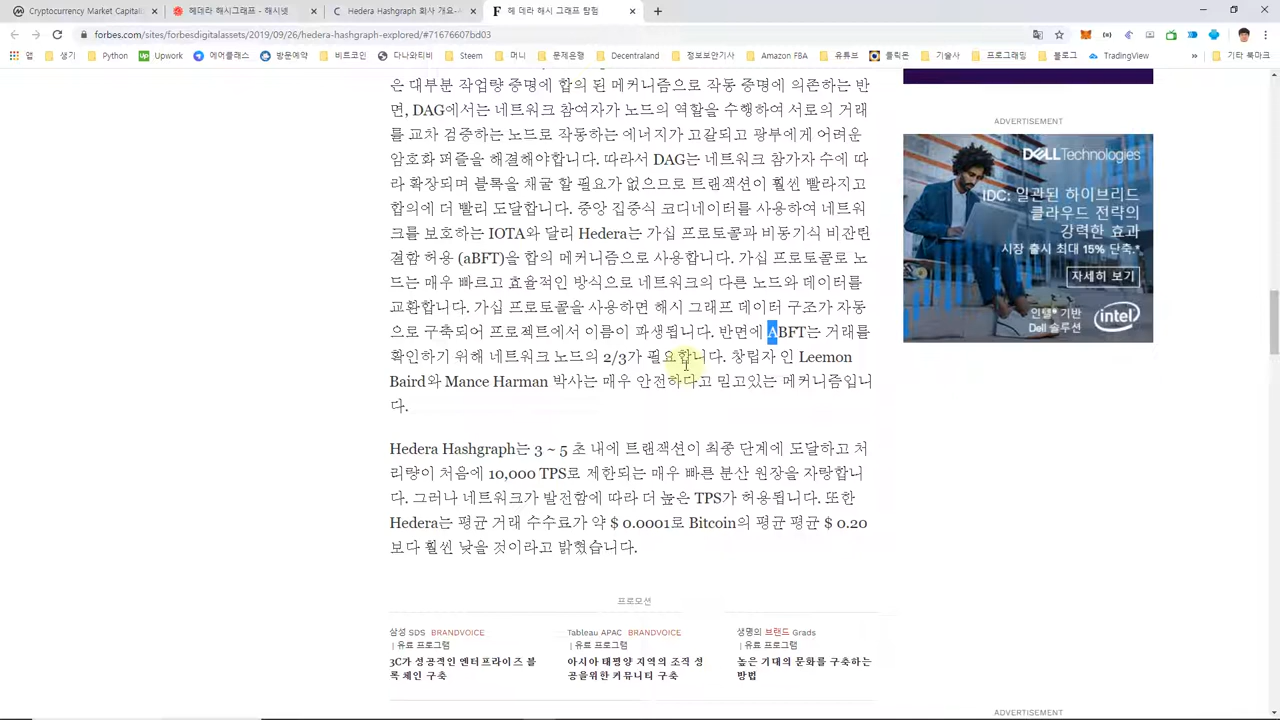 Cryptocurrency Market Capital
헤데라 해시그래프 - 해시넷
Hedera Hashgraph 회사 개요-
헤 데라 해시 그래프 탐험
forbes.com/sites/forbesdigitalassets/2019/09/26/hedera-hashgraph-explored/#71676607bd03
앱 생기 Python Upwork 에어클래스 방문예약 비트코인 D:나눔 Steem 머니 문제은행 Decentraland 정보보안기사 Amazon FBA 유튜브 클릭온 기술사 프로그래밍 블로그 TradingView » 기타 북마크
은 대부분 작업량 증명에 합의 된 메커니즘으로 작동 증명에 의존하는 반
면, DAG에서는 네트워크 참여자가 노드의 역할을 수행하여 서로의 거래
를 교차 검증하는 노드로 작동하는 에너지가 고갈되고 광부에게 어려운
암호 퍼즐을 해결해야합니다. 따라서 DAG는 네트워크 참가자 수에 따
라 확장되며 블록을 채굴 할 필요가 없으므로 트랜잭션이 훨씬 빨라지고
최종에 더 빨리 도달합니다. 중앙 집중식 코디네이터를 사용하여 네트워
크를 보호하는 IOTA와 달리 Hedera는 가십 프로토콜과 비동기식 비잔틴
결함 허용 (aBFT)을 합의 메커니즘으로 사용합니다. 가십 프로토콜로 노
드는 매우 빠르고 효율적인 방식으로 네트워크의 다른 노드와 데이터를
교환합니다. 가십 프로토콜을 사용하면 해시 그래프 데이터 구조가 자동
으로 구축되어 프로젝트에서 이름이 파생됩니다. 반면에 ABFT는 거래를
확인하기 위해 네트워크 노드의 2/3가 필요합니다. 창립자 인 Leemon
Baird와 Mance Harman 박사는 매우 안전하다고 믿고있는 메커니즘입니
다.
Hedera Hashgraph는 3 ~ 5 초 내에 트랜잭션이 최종 단계에 도달하고 처
리량이 처음에 10,000 TPS로 제한되는 매우 빠른 분산 원장을 자랑합니
다. 그러나 네트워크가 발전함에 따라 더 높은 TPS가 허용됩니다. 또한
Hedera는 평균 거래 수수료가 약 $ 0.0001로 Bitcoin의 평균 평균 $ 0.20
보다 훨씬 낮을 것이라고 밝혔습니다.
프로모션
삼성 SDS BRANDVOICE
| 유료 프로그램
3C가 성공적인 엔터프라이즈 블
록 체인 구축
Tableau APAC BRANDVOICE
| 유료 프로그램
아시아 태평양 지역의 조직 성
공을위한 커뮤니티 구축
생명의 브랜드 Grads
| 유료 프로그램
높은 기대의 문화를 구축하는
방법
ADVERTISEMENT
DELLTechnologies
IDC: 일관된 하이브리드
클라우드 전략의
강력한 효과
시장 출시 최대 15% 단축.*
자세히 보기
인텔® 기반
Dell 솔루션
intel
ADVERTISEMENT